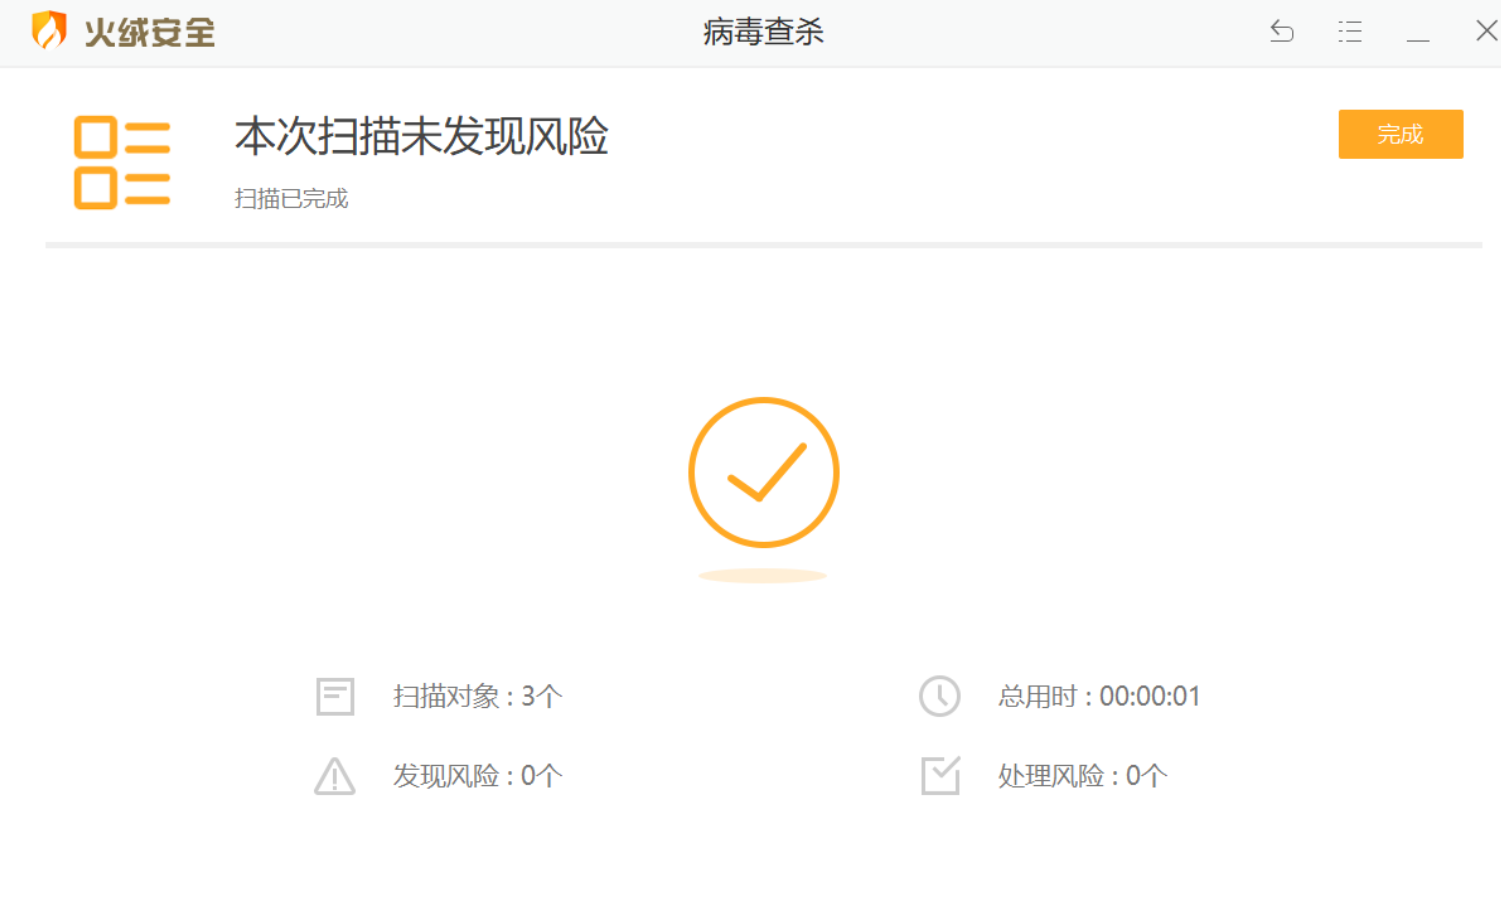 火绒安全
病毒查杀
本次扫描未发现风险
完成
扫描已完成
扫描对象 : 3个
总用时 : 00:00:01
发现风险 : 0个
处理风险 : 0个